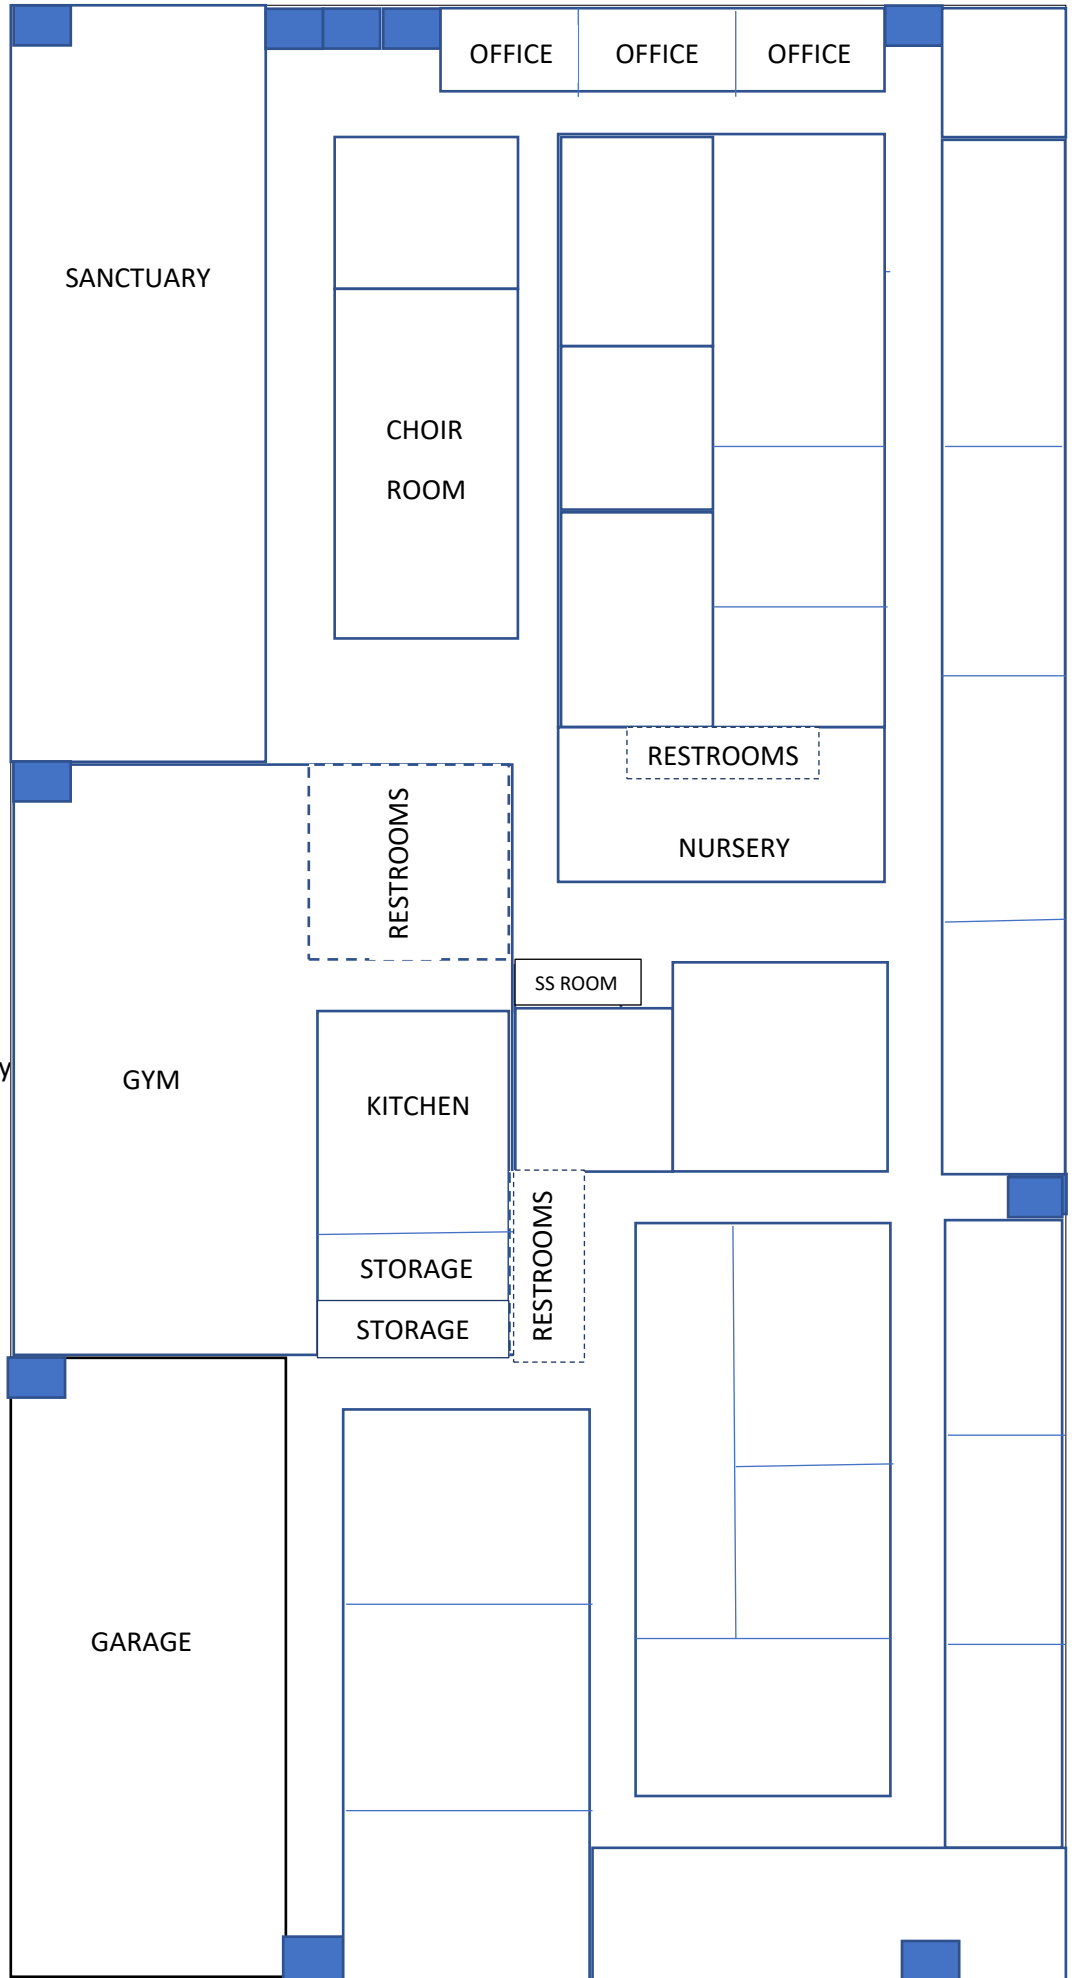 OFFICE OFFICE OFFICE
SANCTUARY
CHOIR
ROOM
RESTROOMS
NURSERY
RESTROOMS
SS ROOM
y
GYM
KITCHEN
STORAGE
STORAGE
RESTROOMS
GARAGE